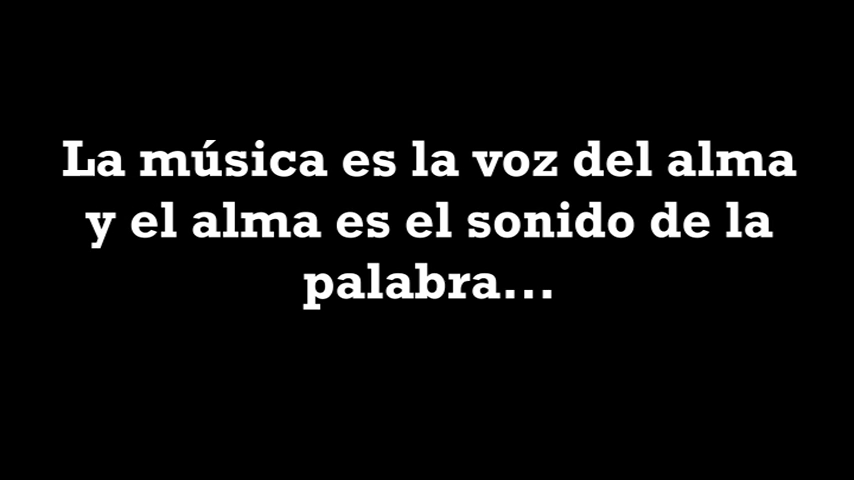 La música es la voz del alma
y el alma es el sonido de la
palabra...